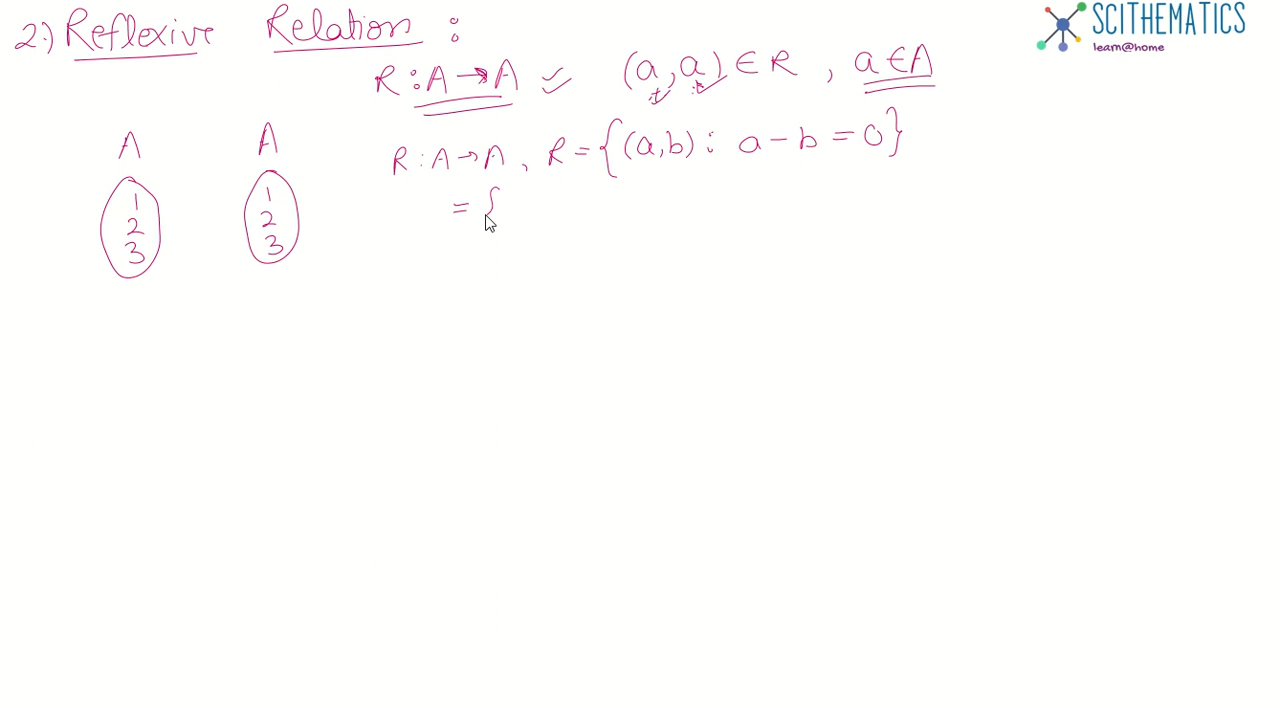 2.) Reflexive Relation :
SCITHEMATICS
learn@home
R : A → A (a, a) ∈ R , a ∈ A
A A
R : A → A , R = {(a,b) : a - b = 0}
= {
1 1
2 2
3 3